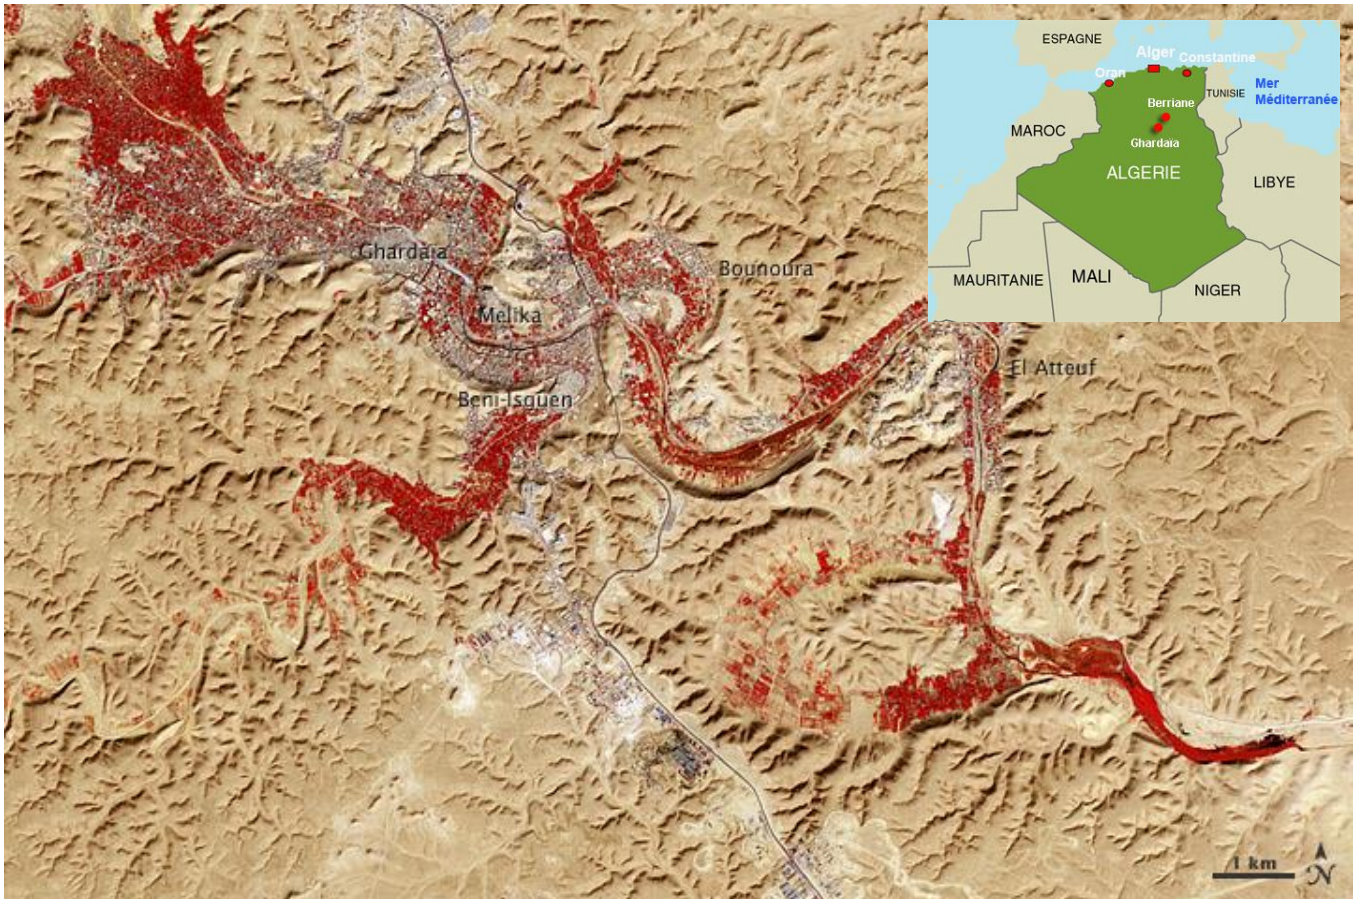 ESPAGNE
Alger
Constantine
Oran
TUNISIE
Mer
Méditerranée
Berriane
MAROC
Ghardaïa
ALGERIE
LIBYE
MAURITANIE
MALI
NIGER
Ghardaïa
Bounoura
Melika
El Atteuf
Beni-Isguen
1 km
N